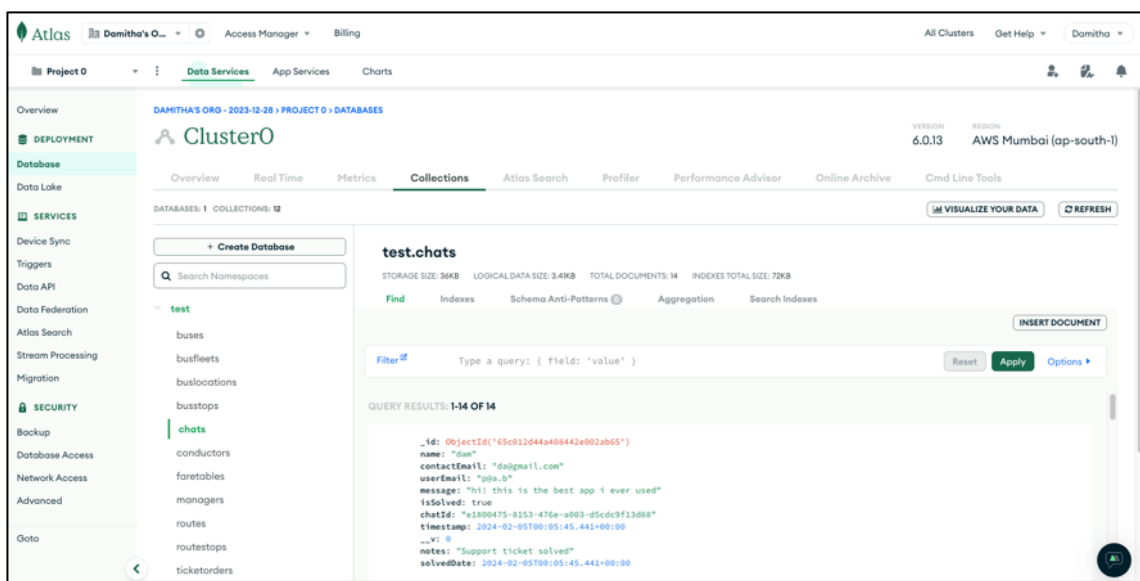 Atlas
Damitha's O...
Access Manager
Billing
All Clusters
Get Help
Damitha
Project 0
Data Services
App Services
Charts
Overview
DEPLOYMENT
Database
Data Lake
SERVICES
Device Sync
Triggers
Data API
Data Federation
Atlas Search
Stream Processing
Migration
SECURITY
Backup
Database Access
Network Access
Advanced
Goto
DAMITHA'S ORG - 2023-12-28 > PROJECT 0 > DATABASES
Cluster0
VERSION
6.0.13
REGION
AWS Mumbai (ap-south-1)
Overview
Real Time
Metrics
Collections
Atlas Search
Profiler
Performance Advisor
Online Archive
Cmd Line Tools
DATABASES: 1 COLLECTIONS: 12
VISUALIZE YOUR DATA
REFRESH
+ Create Database
Search Namespaces
test
buses
busfleets
buslocations
busstops
chats
conductors
faretables
managers
routes
routestops
ticketorders
test.chats
STORAGE SIZE: 36KB LOGICAL DATA SIZE: 3.41KB TOTAL DOCUMENTS: 14 INDEXES TOTAL SIZE: 72KB
Find
Indexes
Schema Anti-Patterns 0
Aggregation
Search Indexes
INSERT DOCUMENT
Filter
Type a query: { field: 'value' }
Reset
Apply
Options
QUERY RESULTS: 1-14 OF 14
_id: ObjectId('65c012d44a408442e002ab65')
name: "dam"
contactEmail: "da@gmail.com"
userEmail: "p@a.b"
message: "hi! this is the best app i ever used"
isSolved: true
chatId: "e1800475-8153-476e-a003-d5cdc9f13d88"
timestamp: 2024-02-05T00:05:45.441+00:00
__v: 0
notes: "Support ticket solved"
solvedDate: 2024-02-05T00:05:45.441+00:00